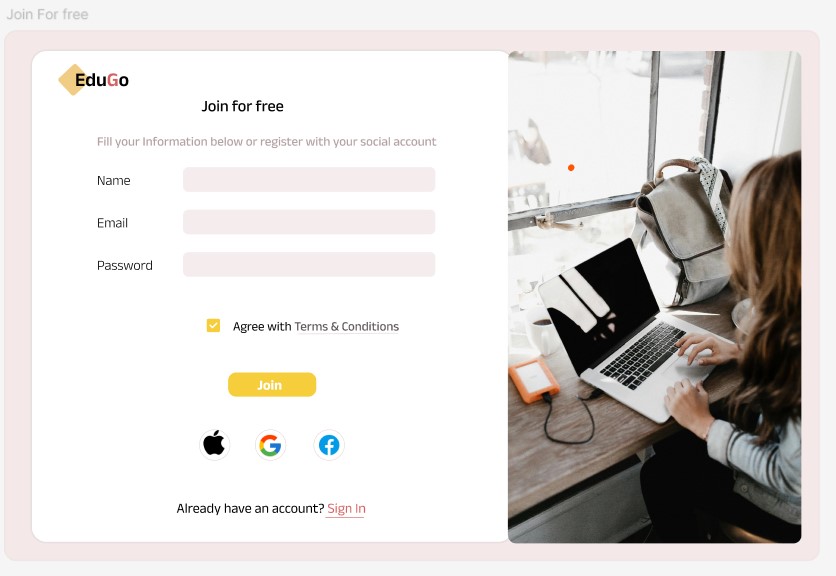 Join For free
EduGo
Join for free
Fill your Information below or register with your social account
Name
Email
Password
Agree with Terms & Conditions
Join
Already have an account? Sign In